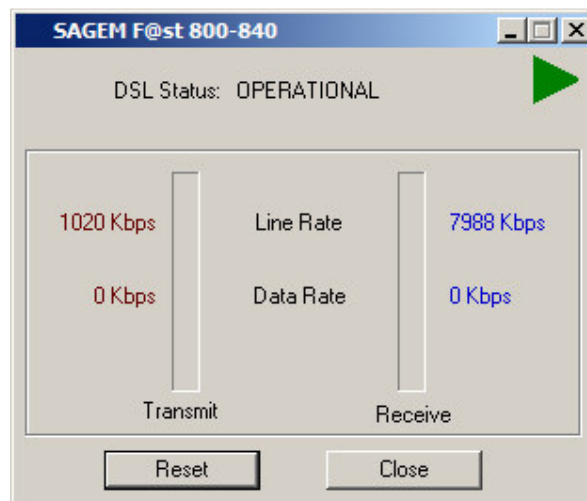 SAGEM F@st 800-840
DSL Status: OPERATIONAL
1020 Kbps Line Rate 7988 Kbps
0 Kbps Data Rate 0 Kbps
Transmit Receive
Reset Close